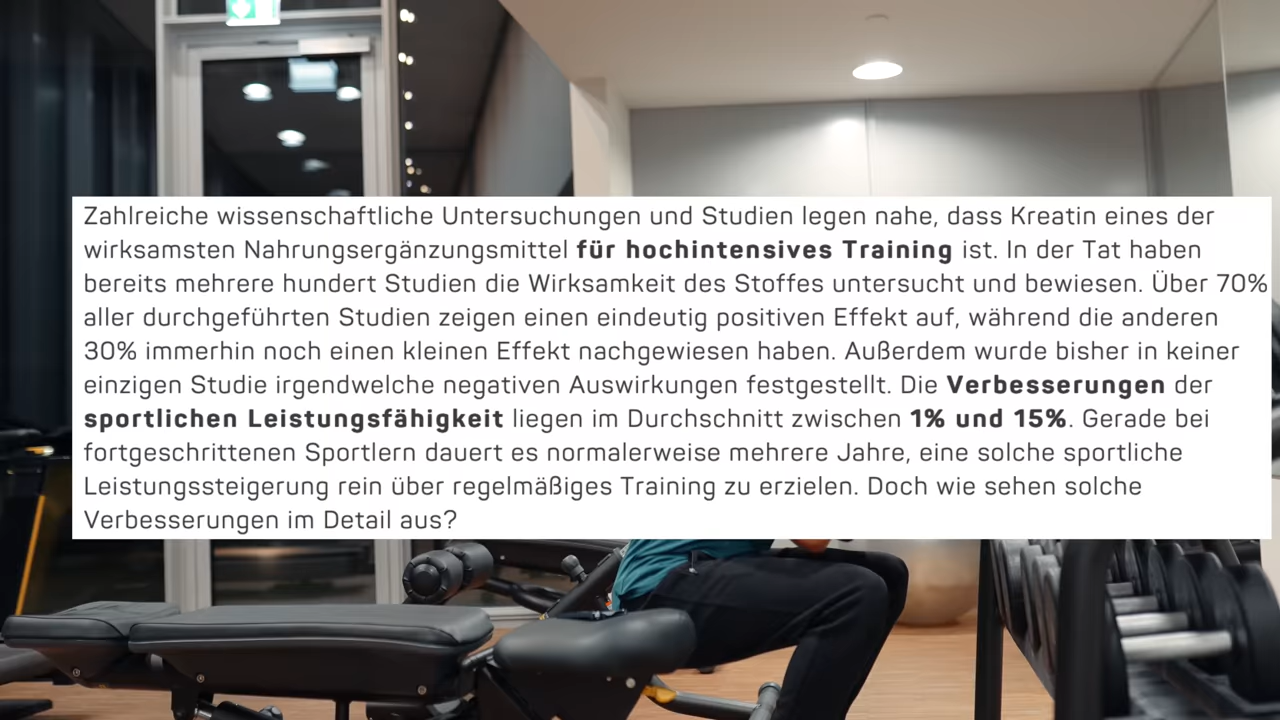 Zahlreiche wissenschaftliche Untersuchungen und Studien legen nahe, dass Kreatin eines der
wirksamsten Nahrungsergänzungsmittel für hochintensives Training ist. In der Tat haben
bereits mehrere hundert Studien die Wirksamkeit des Stoffes untersucht und bewiesen. Über 70%
aller durchgeführten Studien zeigen einen eindeutig positiven Effekt auf, während die anderen
30% immerhin noch einen kleinen Effekt nachgewiesen haben. Außerdem wurde bisher in keiner
einzigen Studie irgendwelche negativen Auswirkungen festgestellt. Die Verbesserungen der
sportlichen Leistungsfähigkeit liegen im Durchschnitt zwischen 1% und 15%. Gerade bei
fortgeschrittenen Sportlern dauert es normalerweise mehrere Jahre, eine solche sportliche
Leistungssteigerung rein über regelmäßiges Training zu erzielen. Doch wie sehen solche
Verbesserungen im Detail aus?